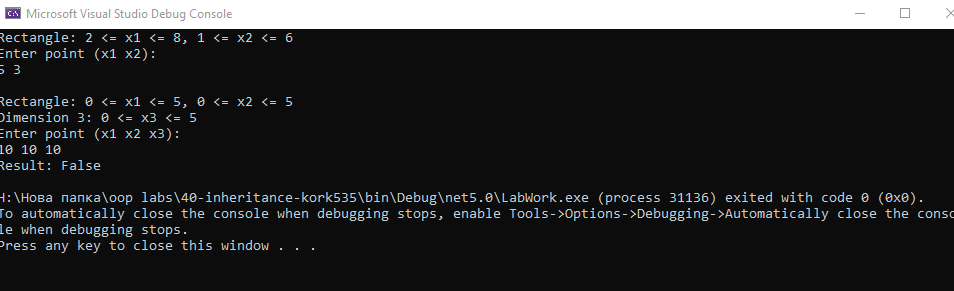 Microsoft Visual Studio Debug Console
Rectangle: 2 <= x1 <= 8, 1 <= x2 <= 6
Enter point (x1 x2):
5 3
Rectangle: 0 <= x1 <= 5, 0 <= x2 <= 5
Dimension 3: 0 <= x3 <= 5
Enter point (x1 x2 x3):
10 10 10
Result: False
H:\Нова папка\oop labs\40-inheritance-kork535\bin\Debug\net5.0\LabWork.exe (process 31136) exited with code 0 (0x0).
To automatically close the console when debugging stops, enable Tools->Options->Debugging->Automatically close the conso
le when debugging stops.
Press any key to close this window . . .